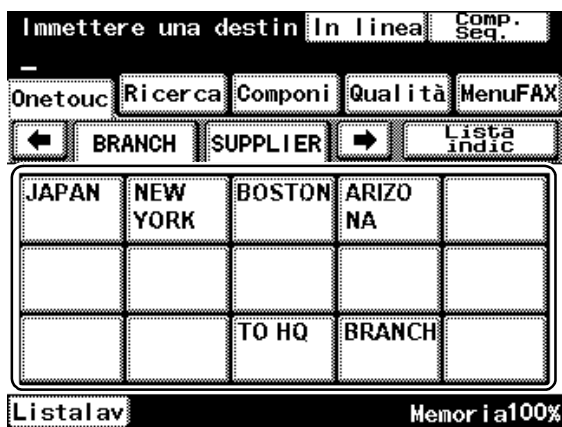 Immettere una destin In linea Comp. Seq.
Onetouc Ricerca Componi Qualità MenuFAX
BRANCH SUPPLIER Lista indic
JAPAN NEW YORK BOSTON ARIZO NA
TO HQ BRANCH
Listalav Memoria100%